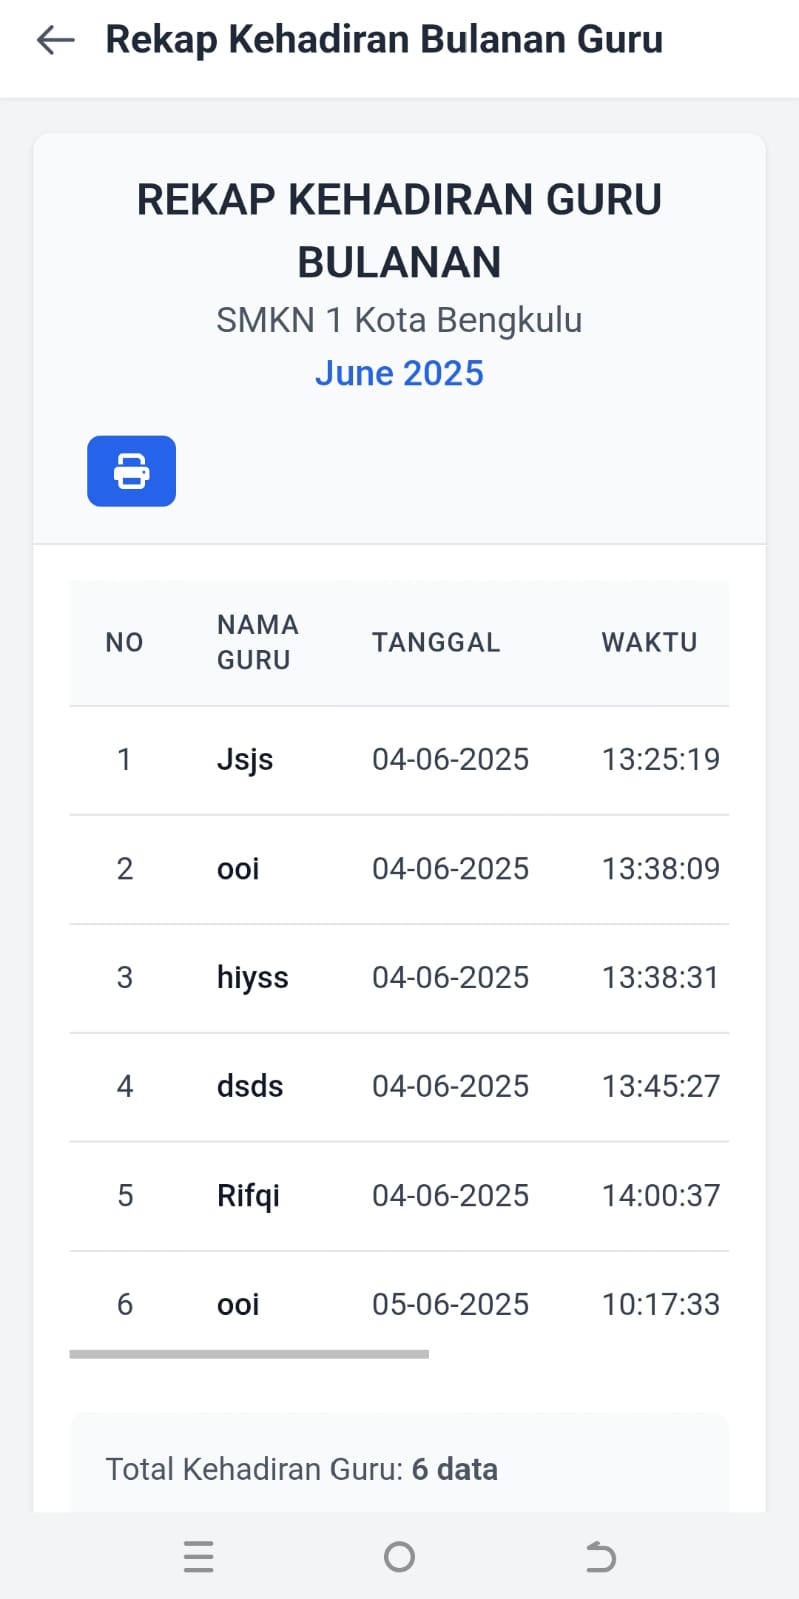 Rekap Kehadiran Bulanan Guru
REKAP KEHADIRAN GURU
BULANAN
SMKN 1 Kota Bengkulu
June 2025
NO NAMA GURU TANGGAL WAKTU
1 Jsjs 04-06-2025 13:25:19
2 ooi 04-06-2025 13:38:09
3 hiyss 04-06-2025 13:38:31
4 dsds 04-06-2025 13:45:27
5 Rifqi 04-06-2025 14:00:37
6 ooi 05-06-2025 10:17:33
Total Kehadiran Guru: 6 data